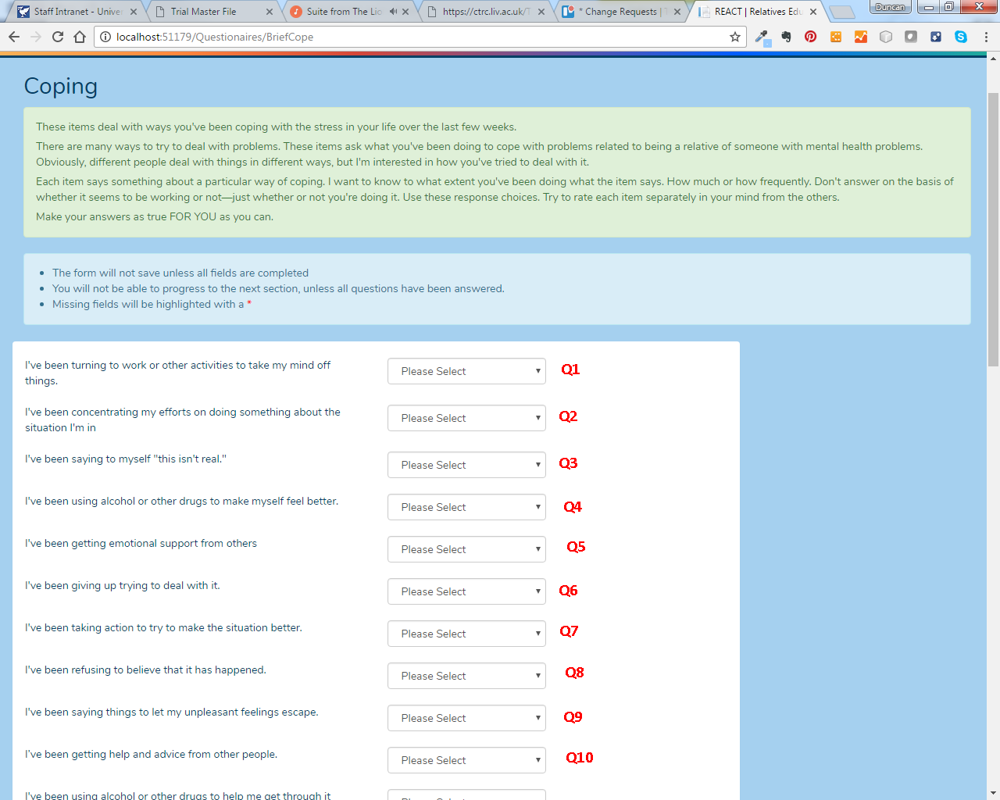 Staff Intranet - Unive
Trial Master File
Suite from The Lio
https://ctrc.liv.ac.uk/T
* Change Requests | T
REACT | Relatives Edu
Duncan
localhost:51179/Questionaires/BriefCope
Coping
These items deal with ways you've been coping with the stress in your life over the last few weeks.
There are many ways to try to deal with problems. These items ask what you've been doing to cope with problems related to being a relative of someone with mental health problems.
Obviously, different people deal with things in different ways, but I'm interested in how you've tried to deal with it.
Each item says something about a particular way of coping. I want to know to what extent you've been doing what the item says. How much or how frequently. Don't answer on the basis of
whether it seems to be working or not—just whether or not you're doing it. Use these response choices. Try to rate each item separately in your mind from the others.
Make your answers as true FOR YOU as you can.
• The form will not save unless all fields are completed
• You will not be able to progress to the next section, unless all questions have been answered.
• Missing fields will be highlighted with a *
I've been turning to work or other activities to take my mind off
things.
Please Select Q1
I've been concentrating my efforts on doing something about the
situation I'm in
Please Select Q2
I've been saying to myself "this isn't real."
Please Select Q3
I've been using alcohol or other drugs to make myself feel better.
Please Select Q4
I've been getting emotional support from others
Please Select Q5
I've been giving up trying to deal with it.
Please Select Q6
I've been taking action to try to make the situation better.
Please Select Q7
I've been refusing to believe that it has happened.
Please Select Q8
I've been saying things to let my unpleasant feelings escape.
Please Select Q9
I've been getting help and advice from other people.
Please Select Q10
I've been using alcohol or other drugs to help me get through it
Please Select